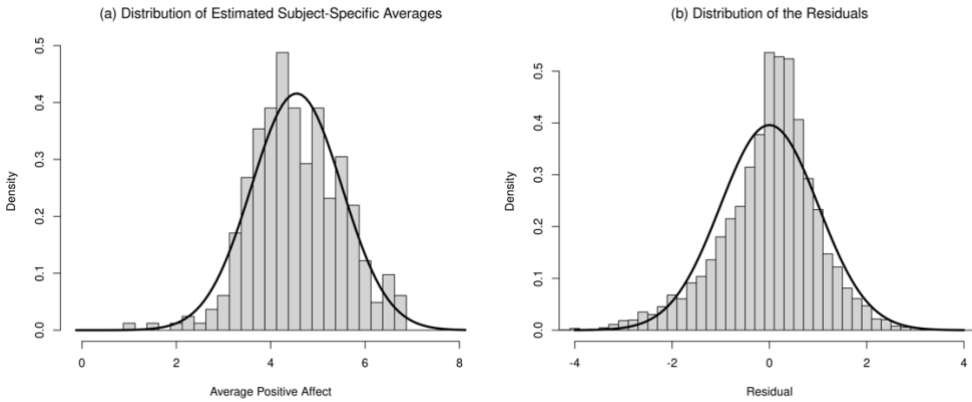 (a) Distribution of Estimated Subject-Specific Averages
Density
0.5
0.4
0.3
0.2
0.1
0.0
0 2 4 6 8
Average Positive Affect
(b) Distribution of the Residuals
Density
0.5
0.4
0.3
0.2
0.1
0.0
-4 -2 0 2 4
Residual